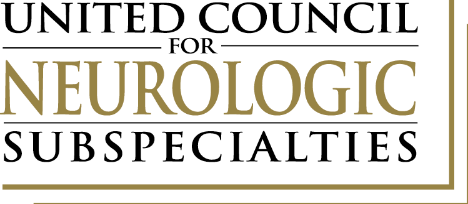 UNITED COUNCIL
FOR
NEUROLOGIC
SUBSPECIALTIES